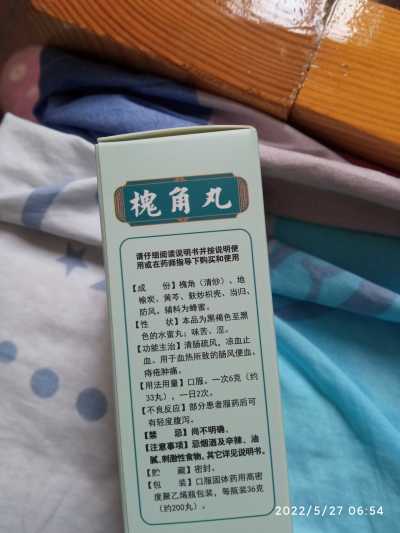 槐角丸
请仔细阅读说明书并按说明使
用或在药师指导下购买和使用
【成　份】槐角（清炒）、地
榆炭、黄芩、麸炒枳壳、当归、
防风。辅料为蜂蜜。
【性　状】本品为黑褐色至黑
色的水蜜丸；味苦、涩。
【功能主治】清肠疏风，凉血止
血。用于血热所致的肠风便血，
痔疮肿痛。
【用法用量】口服。一次6克（约
33丸），一日2次。
【不良反应】部分患者服药后可
有轻度腹泻。
【禁　忌】尚不明确。
【注意事项】忌烟酒及辛辣、油
腻、刺激性食物。其它详见说明书。
【贮　藏】密封。
【包　装】口服固体药用高密
度聚乙烯瓶包装，每瓶装36克
（约200丸）。
2022/5/27 06:54